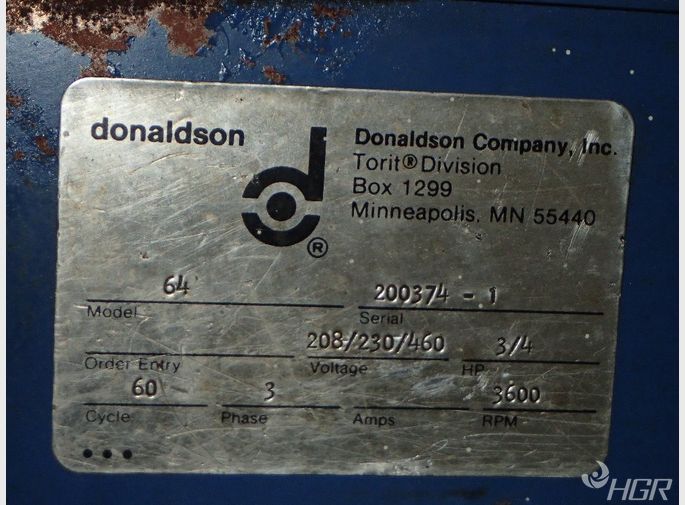 donaldson
Donaldson Company, Inc.
Torit® Division
Box 1299
Minneapolis, MN 55440
®
64
Model
200374 - 1
Serial
Order Entry
208/230/460
Voltage
3/4
HP
60
Cycle
3
Phase
Amps
3600
RPM
HGR